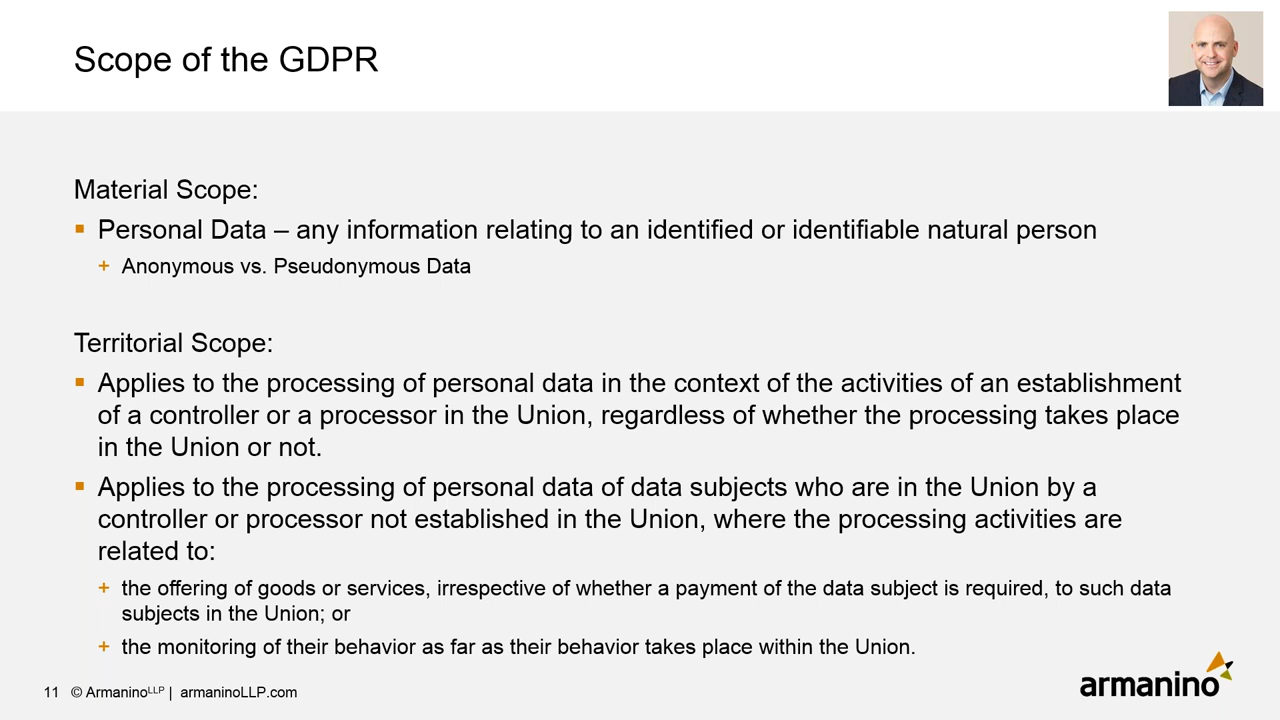 Scope of the GDPR
Material Scope:
▪ Personal Data – any information relating to an identified or identifiable natural person
+ Anonymous vs. Pseudonymous Data
Territorial Scope:
▪ Applies to the processing of personal data in the context of the activities of an establishment
of a controller or a processor in the Union, regardless of whether the processing takes place
in the Union or not.
▪ Applies to the processing of personal data of data subjects who are in the Union by a
controller or processor not established in the Union, where the processing activities are
related to:
+ the offering of goods or services, irrespective of whether a payment of the data subject is required, to such data
subjects in the Union; or
+ the monitoring of their behavior as far as their behavior takes place within the Union.
11 © Armanino LLP | armaninoLLP.com
armanino